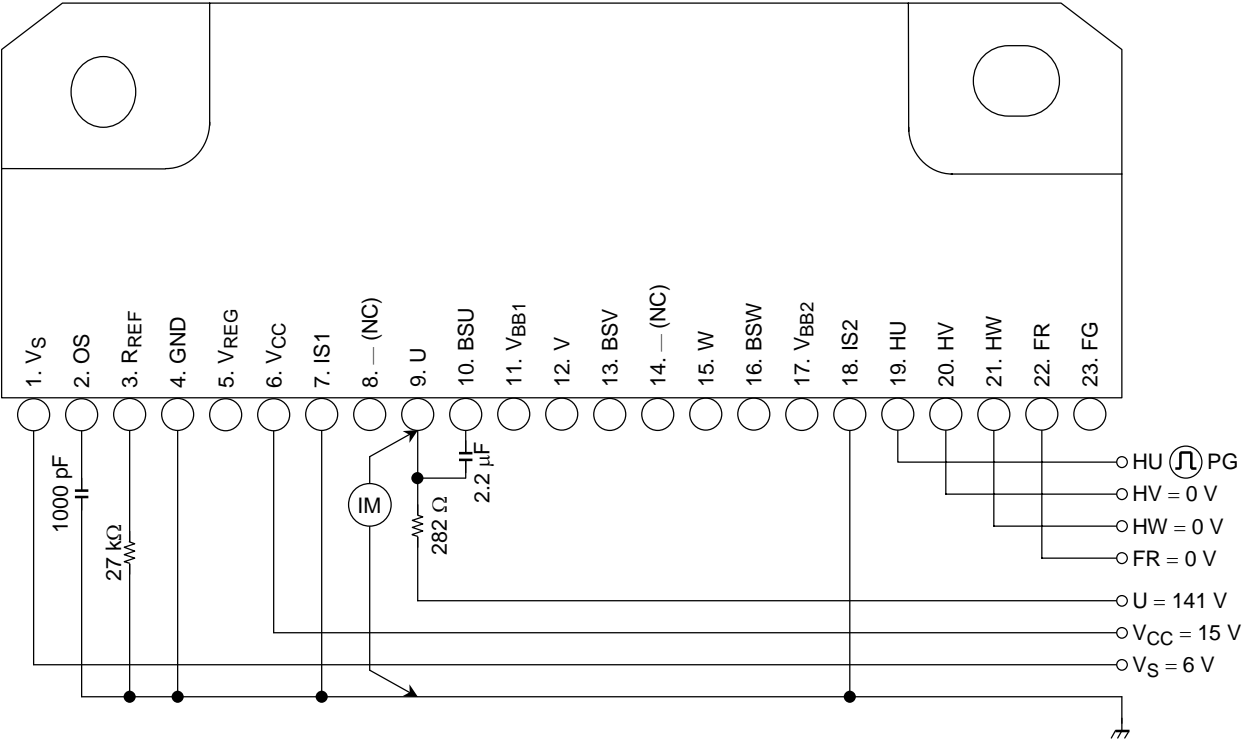 1. VS
2. OS
3. RREF
4. GND
5. VREG
6. VCC
7. IS1
8. — (NC)
9. U
10. BSU
11. VBB1
12. V
13. BSV
14. — (NC)
15. W
16. BSW
17. VBB2
18. IS2
19. HU
20. HV
21. HW
22. FR
23. FG
1000 pF
27 kΩ
IM
282 Ω
2.2 μF
HU PG
HV = 0 V
HW = 0 V
FR = 0 V
U = 141 V
VCC = 15 V
VS = 6 V